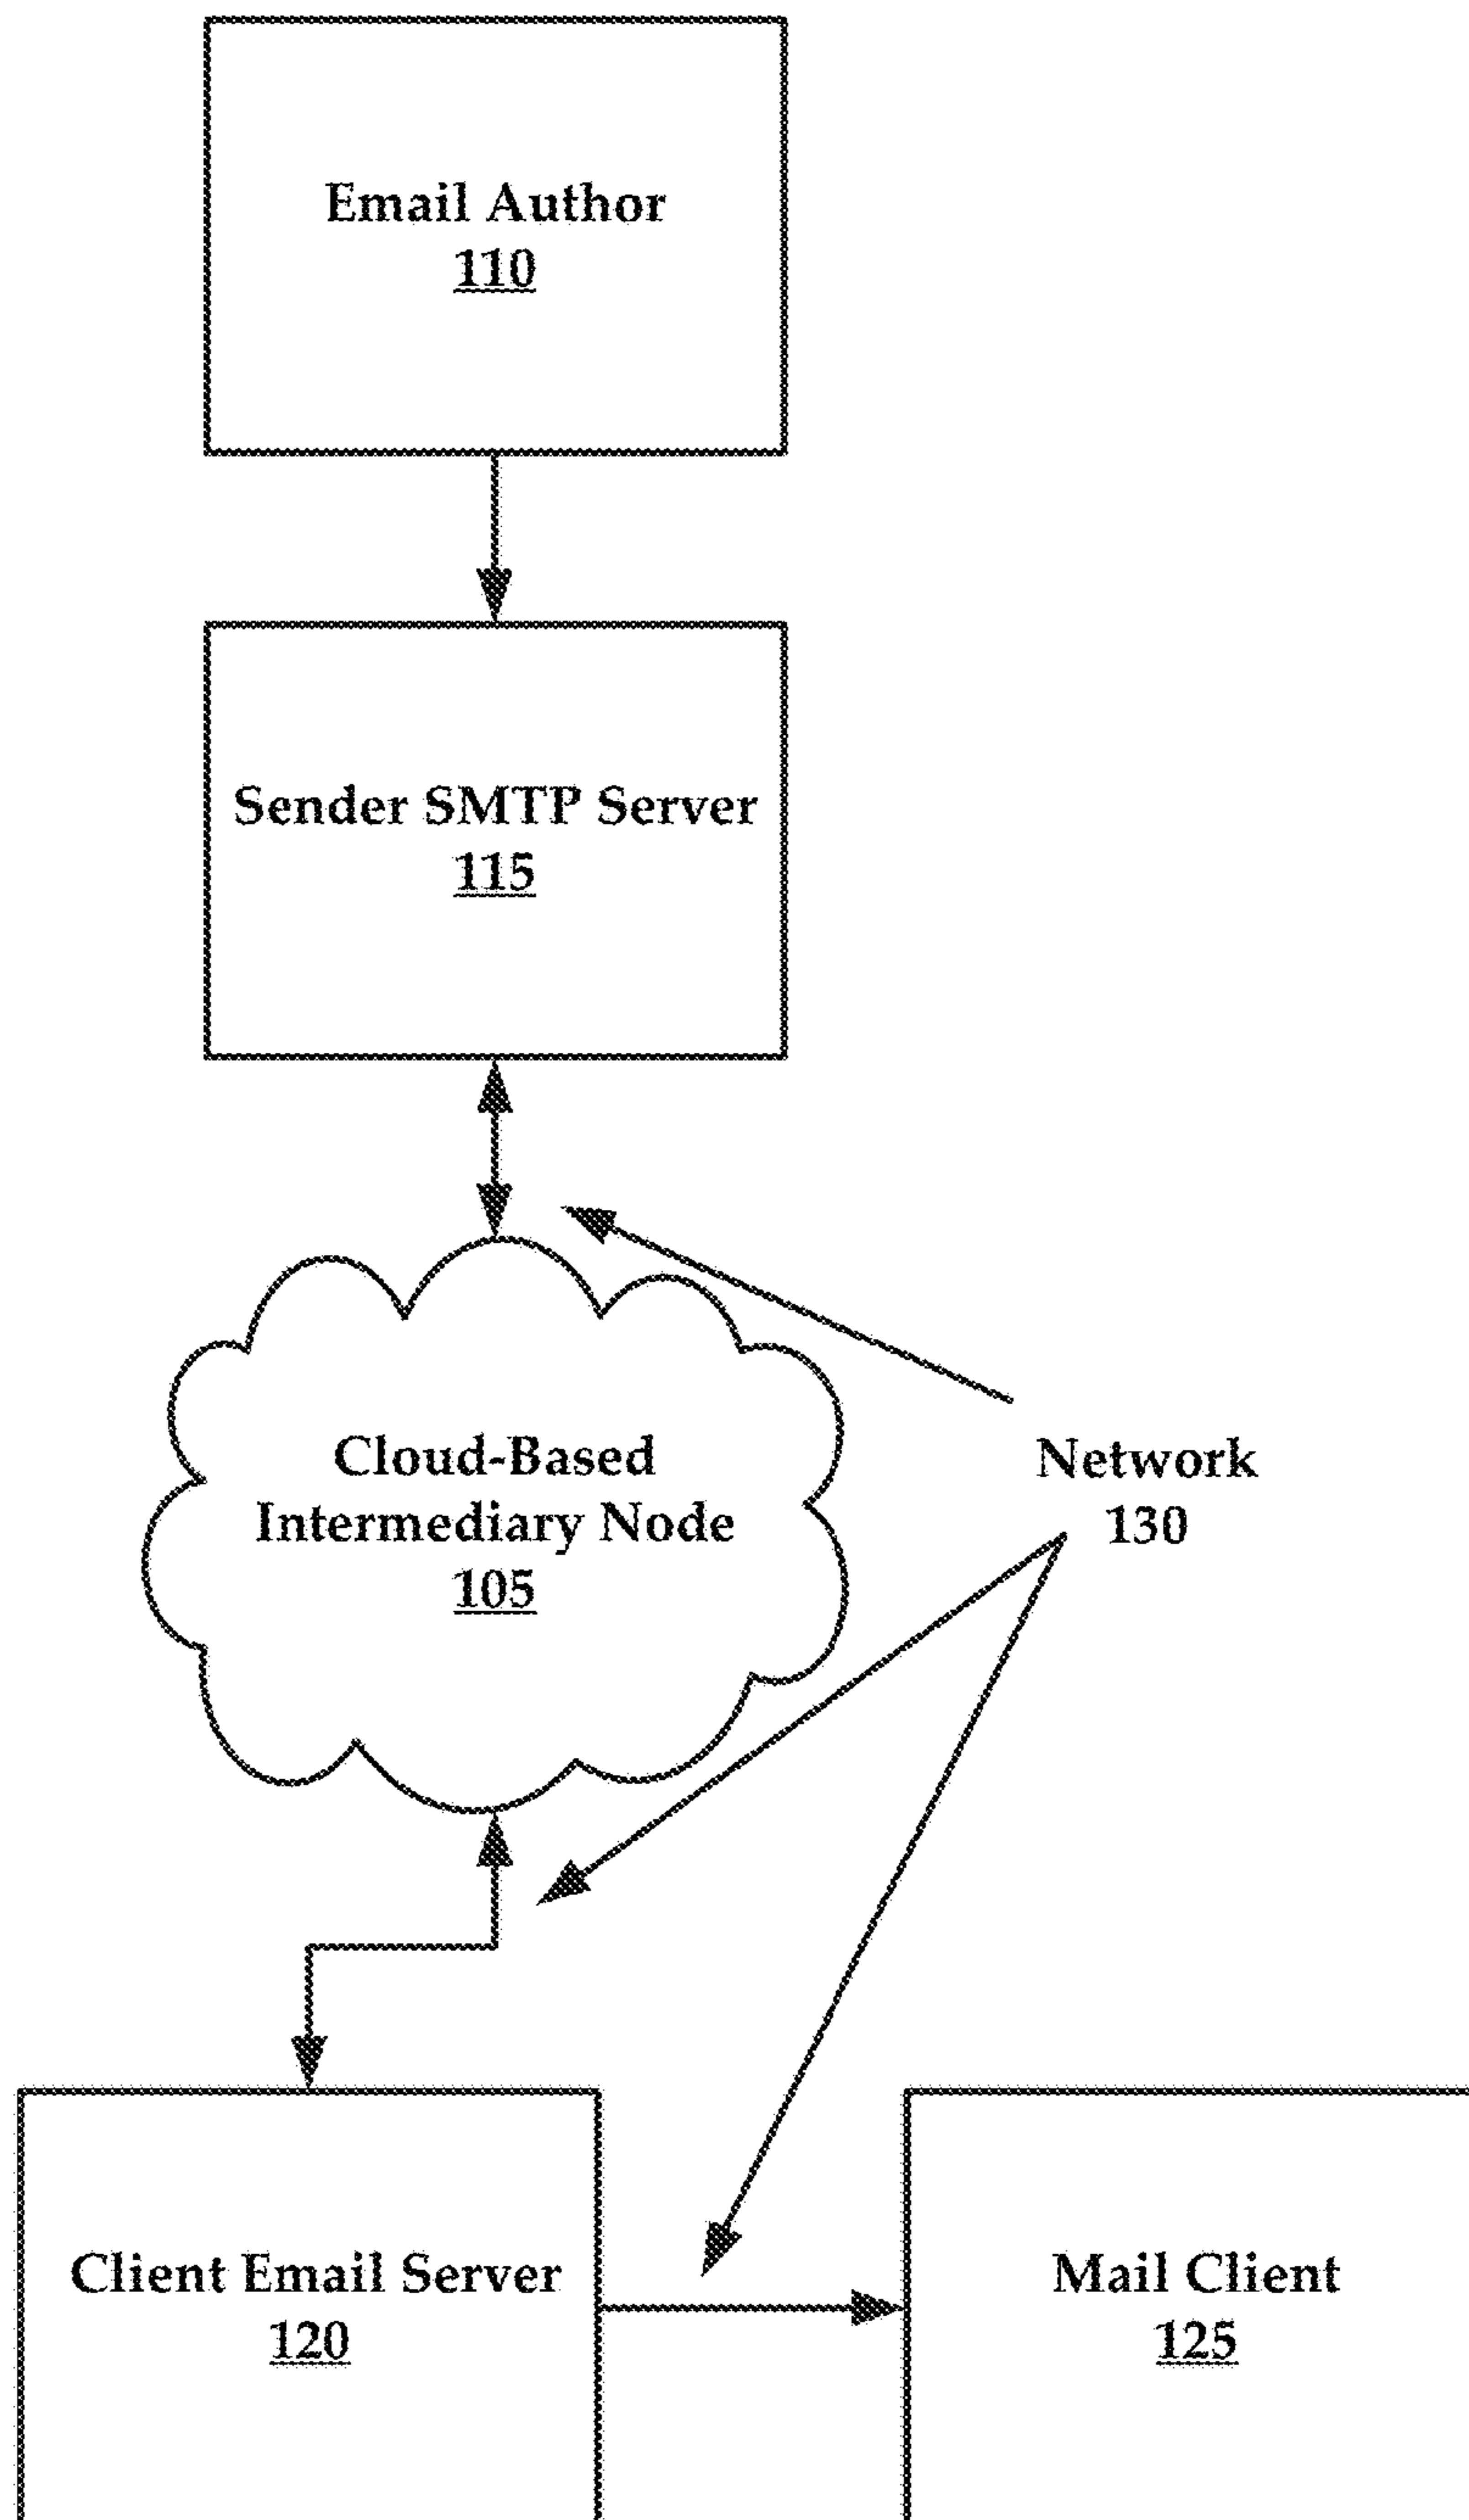 Email Author
110
Sender SMTP Server
115
Cloud-Based
Intermediary Node
105
Network
130
Client Email Server
120
Mail Client
125